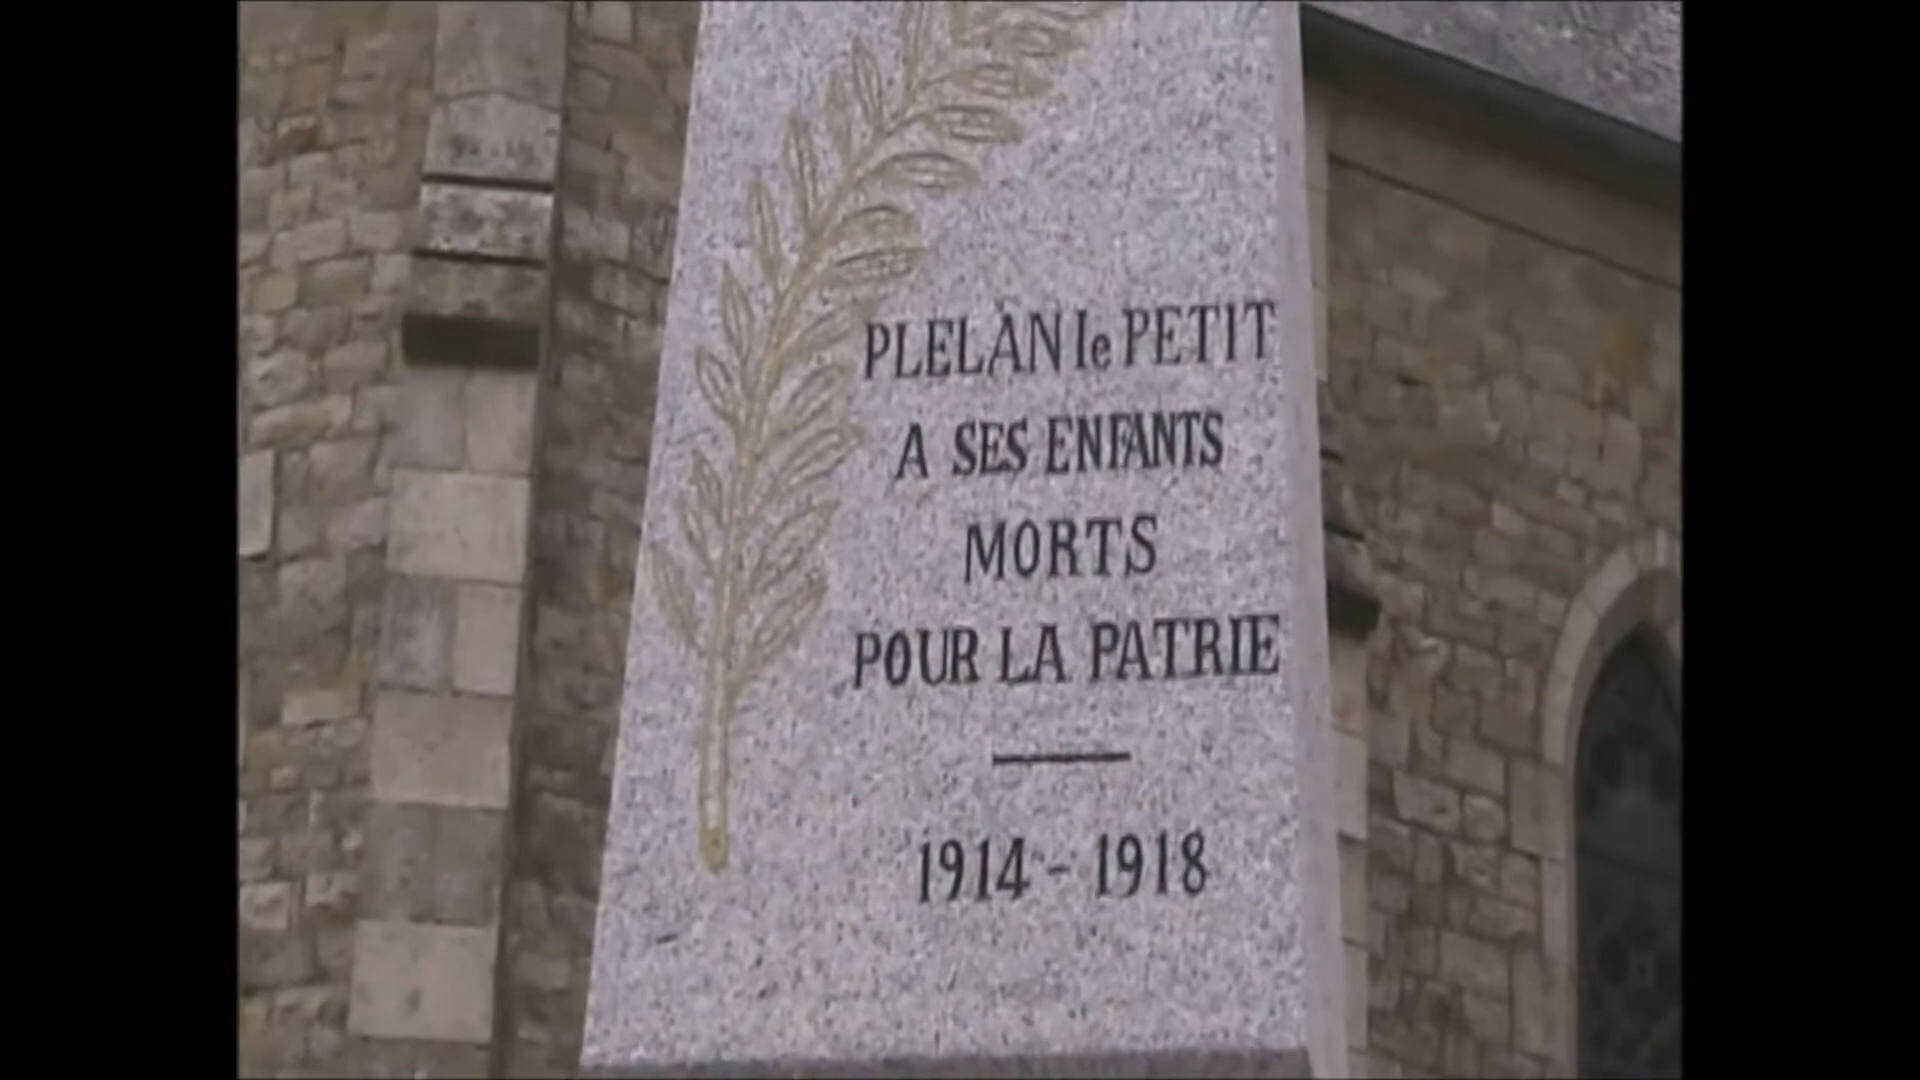 PLELAN le PETIT
A SES ENFANTS
MORTS
POUR LA PATRIE
1914 - 1918